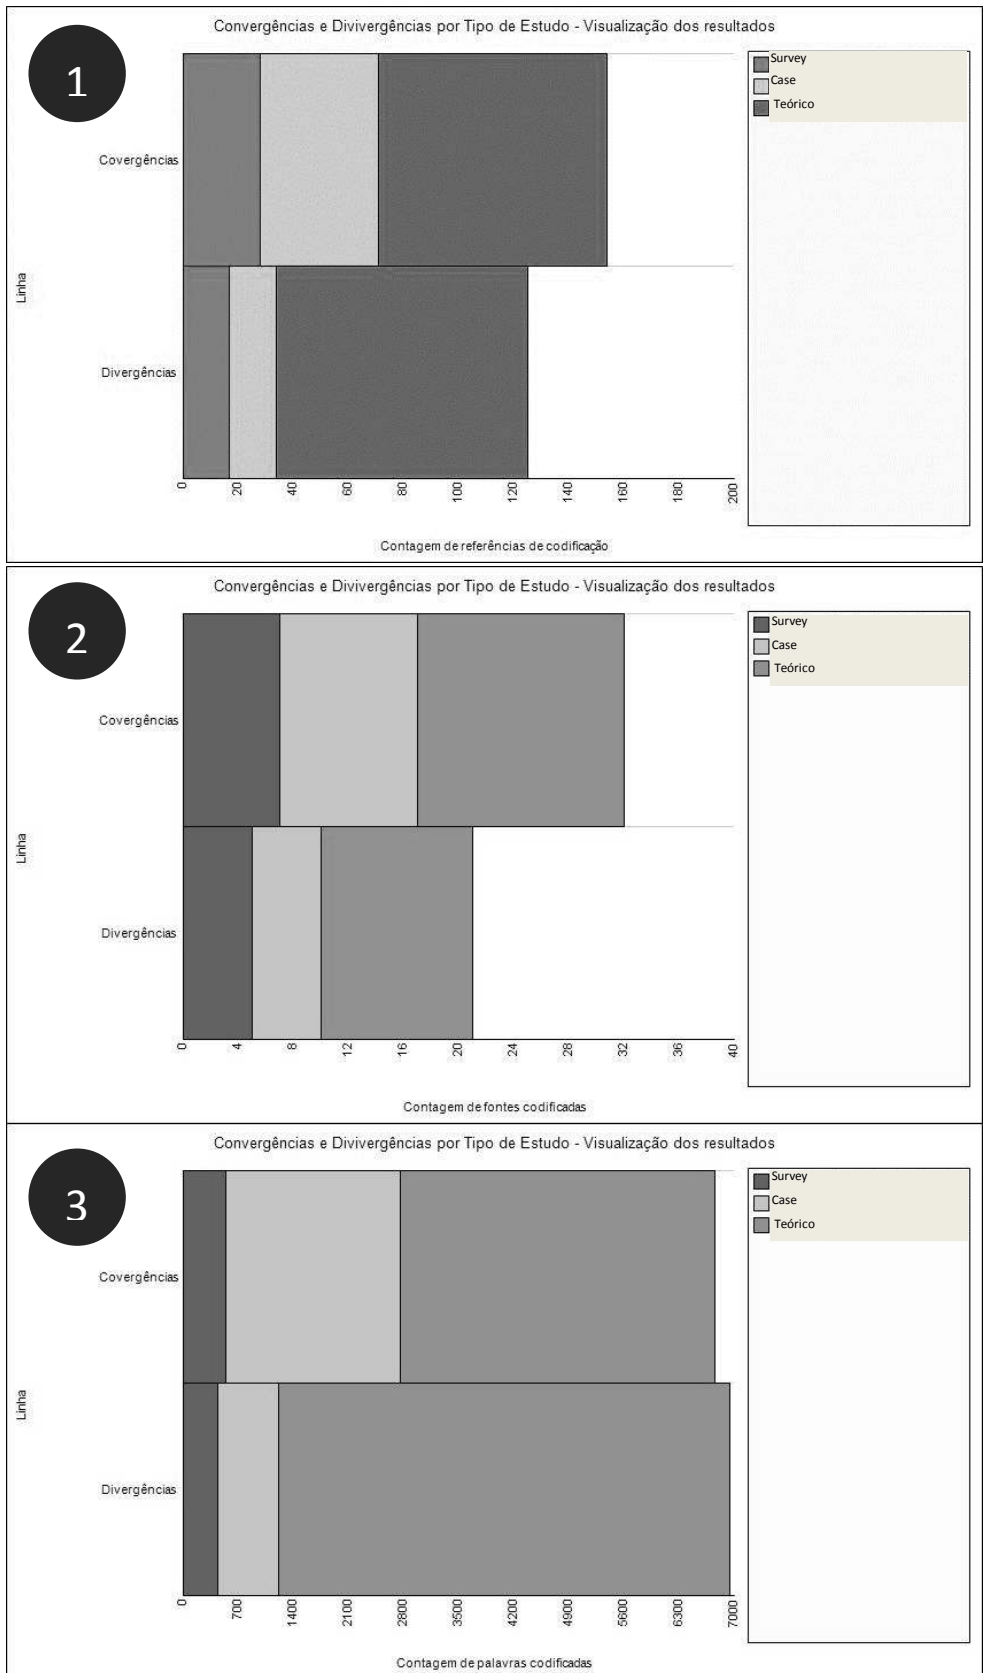 1
Convergências e Divivergências por Tipo de Estudo - Visualização dos resultados
Survey
Case
Teórico
Covergências
Linha
Divergências
0 20 40 60 80 100 120 140 160 180 200
Contagem de referências de codificação
2
Convergências e Divivergências por Tipo de Estudo - Visualização dos resultados
Survey
Case
Teórico
Covergências
Linha
Divergências
0 4 8 12 16 20 24 28 32 36 40
Contagem de fontes codificadas
3
Convergências e Divivergências por Tipo de Estudo - Visualização dos resultados
Survey
Case
Teórico
Covergências
Linha
Divergências
0 700 1400 2100 2800 3500 4200 4900 5600 6300 7000
Contagem de palavras codificadas